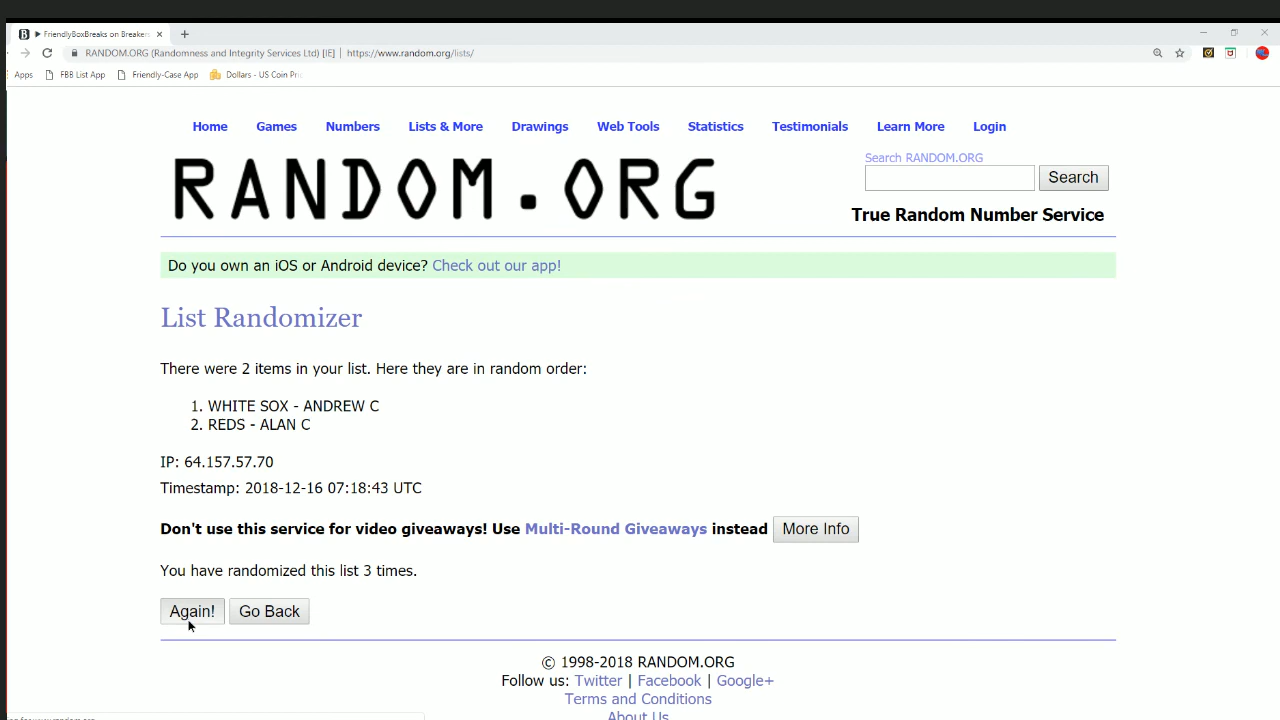 FriendlyBoxBreaks on Breakers
RANDOM.ORG (Randomness and Integrity Services Ltd) [IE] | https://www.random.org/lists/
Apps FBB List App Friendly-Case App Dollars - US Coin Pri
Home Games Numbers Lists & More Drawings Web Tools Statistics Testimonials Learn More Login
RANDOM.ORG
Search RANDOM.ORG
Search
True Random Number Service
Do you own an iOS or Android device? Check out our app!
List Randomizer
There were 2 items in your list. Here they are in random order:
1. WHITE SOX - ANDREW C
2. REDS - ALAN C
IP: 64.157.57.70
Timestamp: 2018-12-16 07:18:43 UTC
Don't use this service for video giveaways! Use Multi-Round Giveaways instead More Info
You have randomized this list 3 times.
Again! Go Back
© 1998-2018 RANDOM.ORG
Follow us: Twitter | Facebook | Google+
Terms and Conditions
About Us